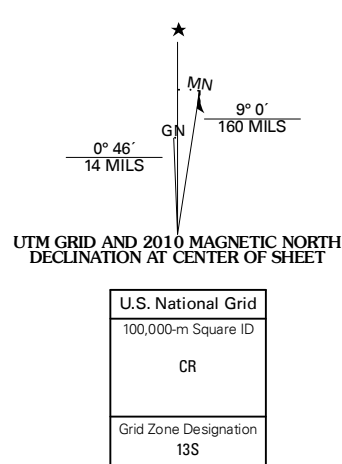 ★
MN
9° 0´
160 MILS
GN
0° 46´
14 MILS
UTM GRID AND 2010 MAGNETIC NORTH
DECLINATION AT CENTER OF SHEET
U.S. National Grid
100,000-m Square ID
CR
Grid Zone Designation
13S